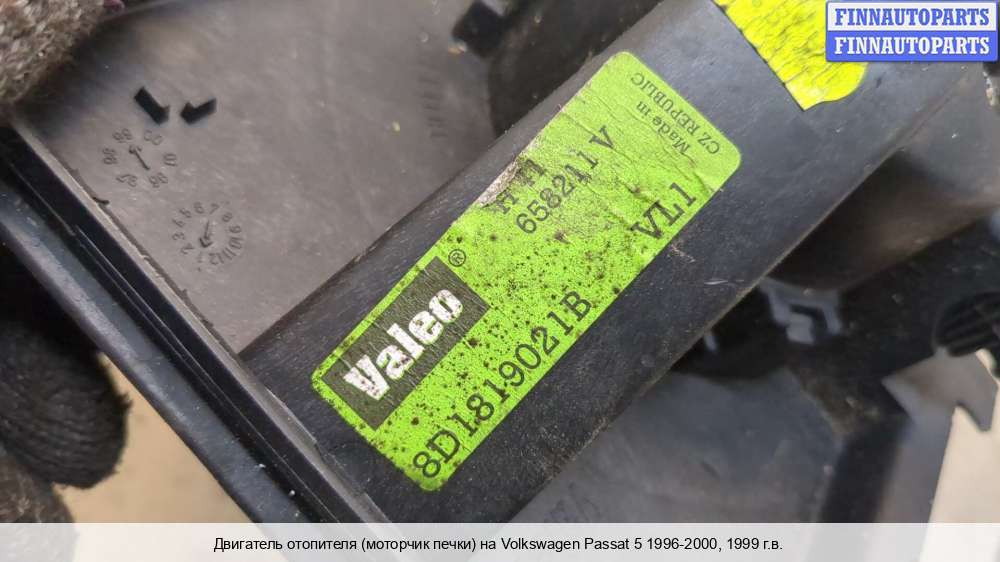 FINNAUTOPARTS
FINNAUTOPARTS
Made in
CZ REPUBLIC
658211 V
VL1
Valeo®
8D1819021B
Двигатель отопителя (моторчик печки) на Volkswagen Passat 5 1996-2000, 1999 г.в.